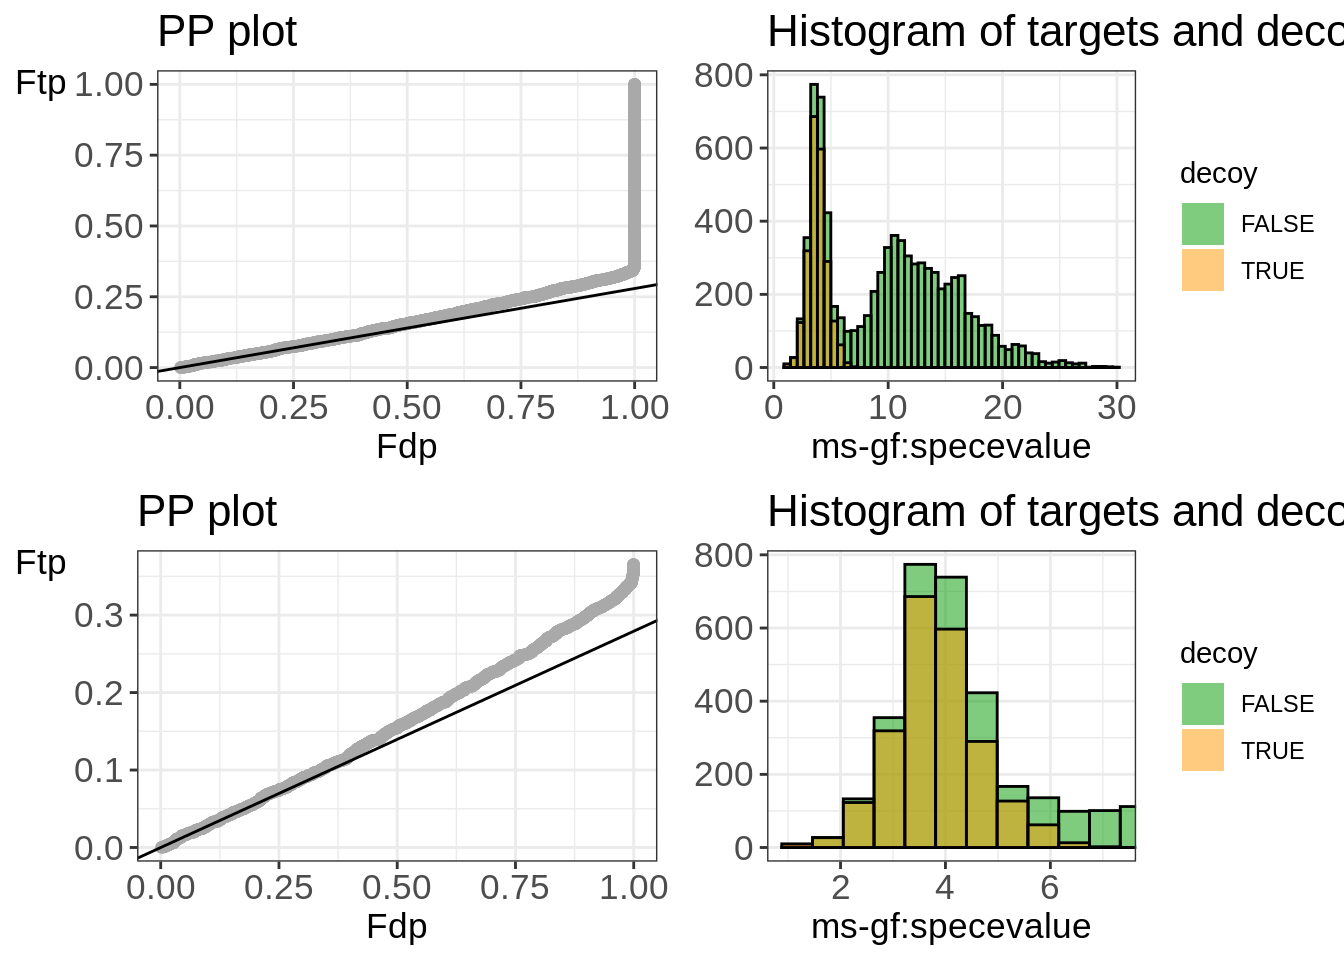 PP plot
Ftp
1.00
0.75
0.50
0.25
0.00
0.00 0.25 0.50 0.75 1.00
Fdp
Histogram of targets and deco
800
600
400
200
0
0 10 20 30
ms-gf:specevalue
decoy
FALSE
TRUE
PP plot
Ftp
0.3
0.2
0.1
0.0
0.00 0.25 0.50 0.75 1.00
Fdp
Histogram of targets and deco
800
600
400
200
0
2 4 6
ms-gf:specevalue
decoy
FALSE
TRUE